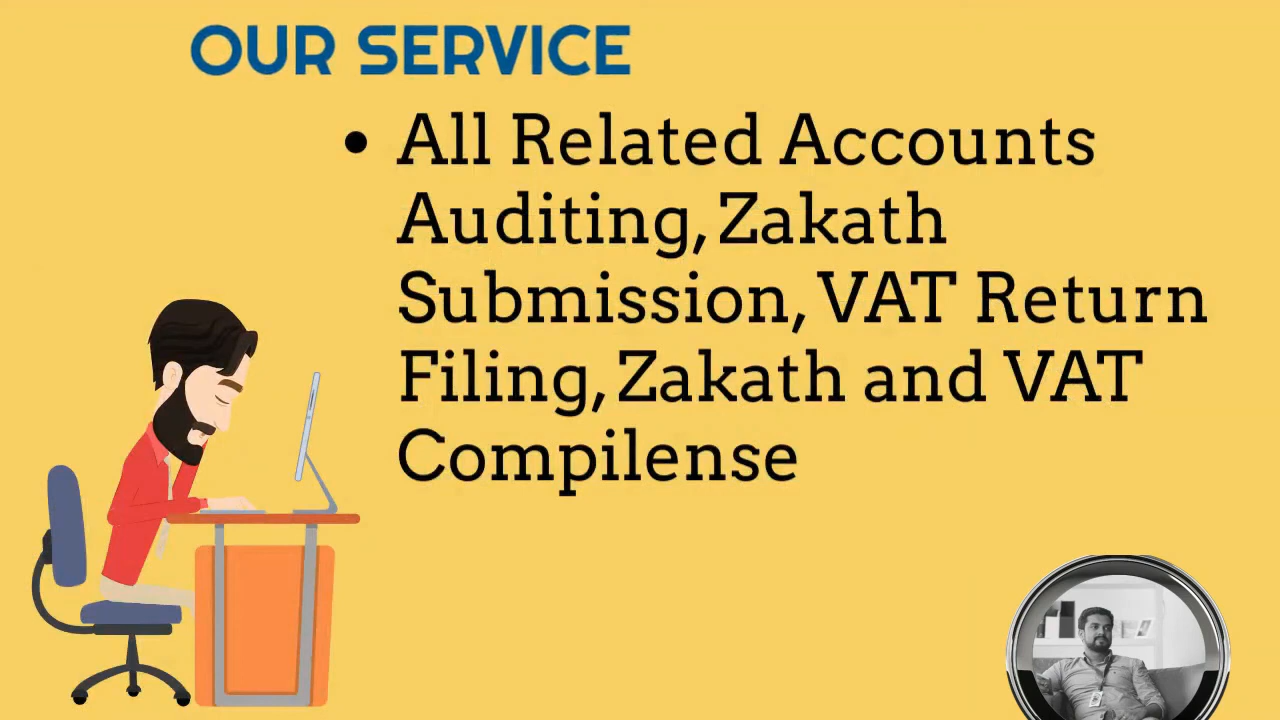 OUR SERVICE
• All Related Accounts
Auditing, Zakath
Submission, VAT Return
Filing, Zakath and VAT
Compilense